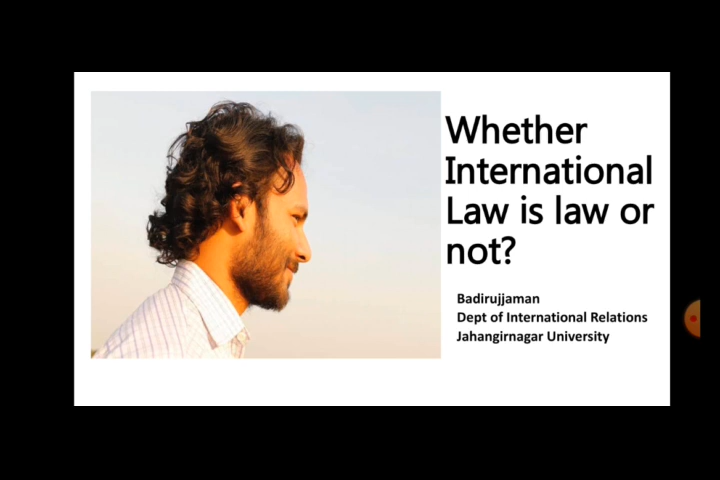 Whether
International
Law is law or
not?
Badirujjaman
Dept of International Relations
Jahangirnagar University